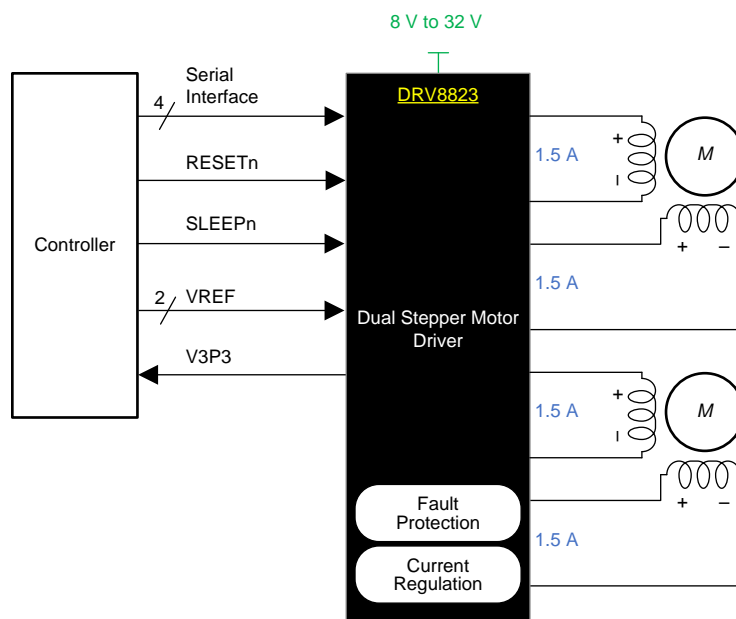 8 V to 32 V
DRV8823
Controller
4
Serial
Interface
RESETn
SLEEPn
2
VREF
V3P3
Dual Stepper Motor
Driver
Fault
Protection
Current
Regulation
1.5 A
+
–
M
+ –
1.5 A
1.5 A
+
–
M
+ –
1.5 A